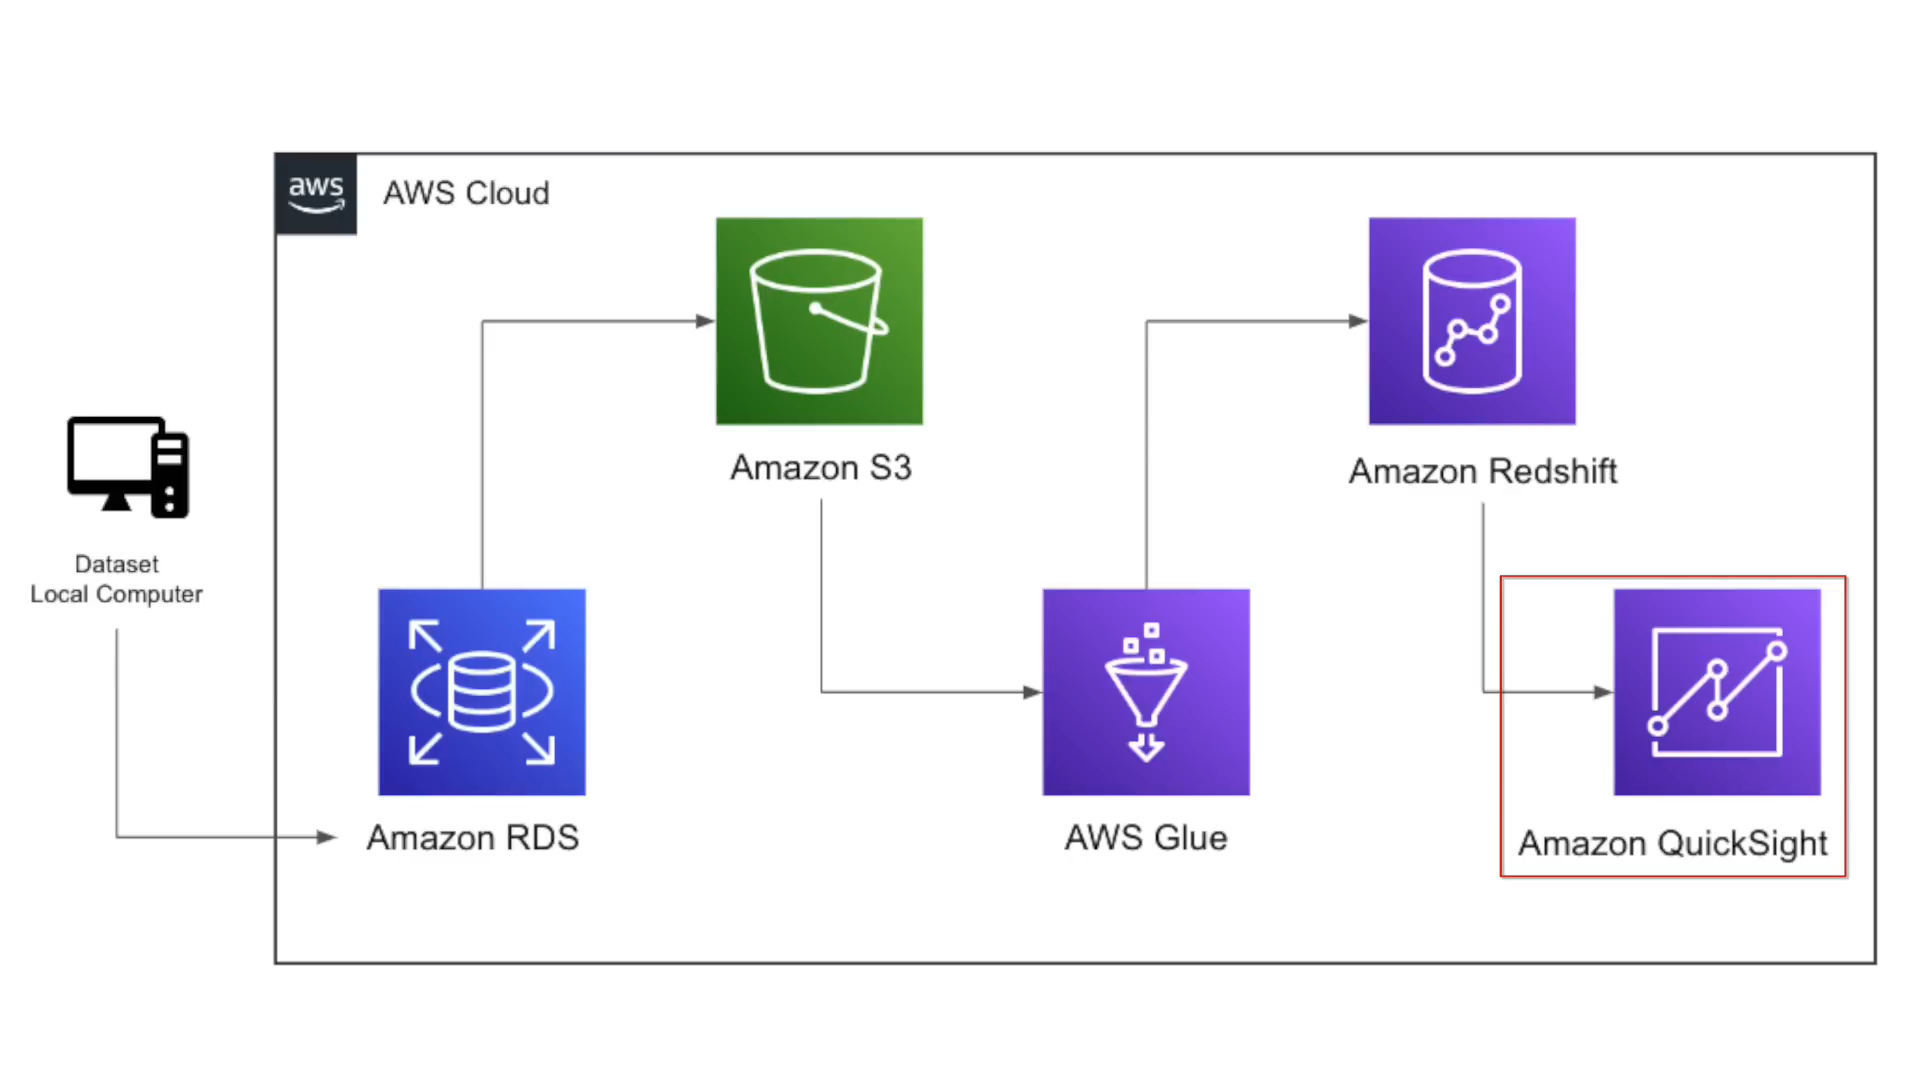 aws
AWS Cloud
Amazon S3
Amazon Redshift
Dataset
Local Computer
Amazon RDS
AWS Glue
Amazon QuickSight